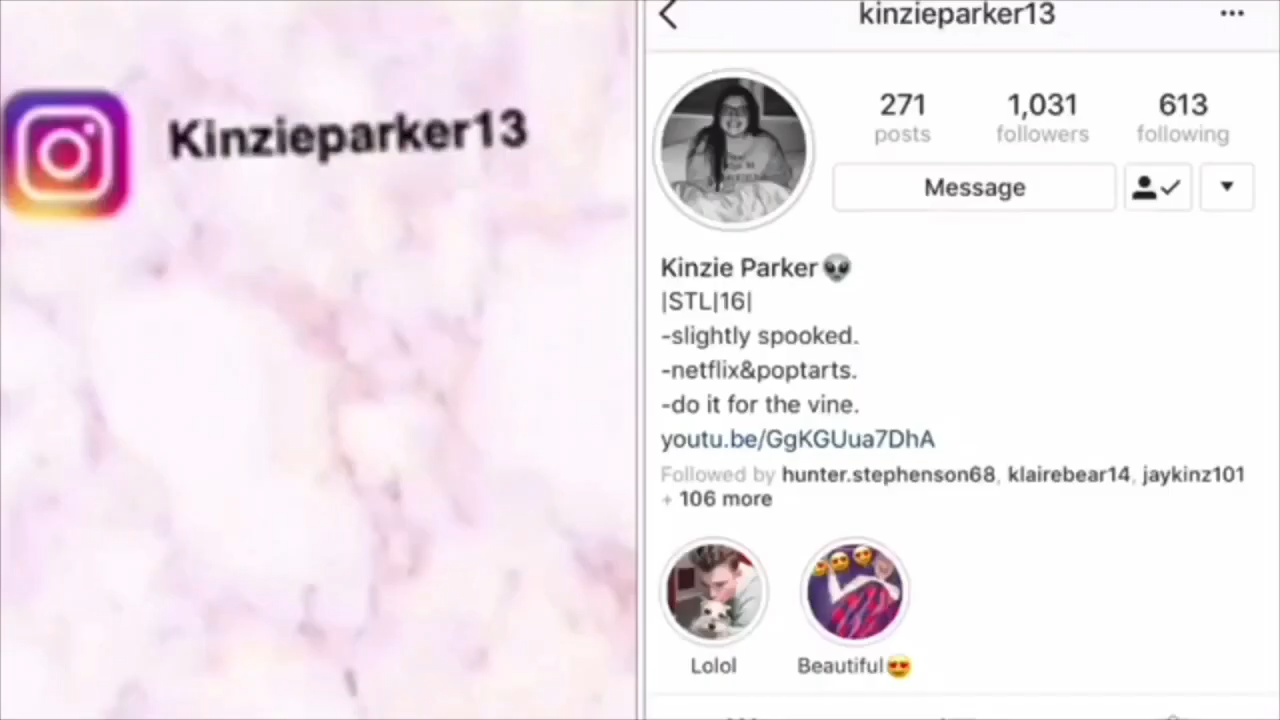 Kinzieparker13
kinzieparker13
271
1,031
613
posts
followers
following
Message
Kinzie Parker
|STL|16|
-slightly spooked.
-netflix&poptarts.
-do it for the vine.
youtu.be/GgKGUua7DhA
Followed by hunter.stephenson68, klairebear14, jaykinz101
+ 106 more
Lolol
Beautiful😍